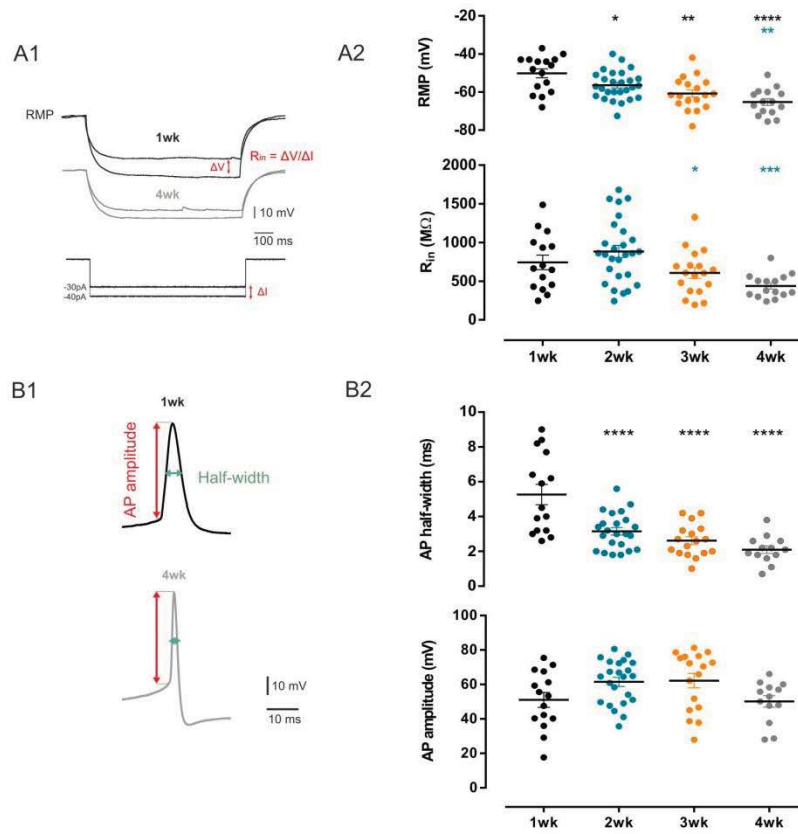 A1
RMP
1wk
ΔV
Rin = ΔV/ΔI
4wk
10 mV
100 ms
-30pA
-40pA
ΔI
A2
RMP (mV)
-20
-40
-60
-80
*
**
****
**
Rin (MΩ)
2000
1500
1000
500
0
*
***
1wk
2wk
3wk
4wk
B1
1wk
AP amplitude
Half-width
4wk
10 mV
10 ms
B2
AP half-width (ms)
10
8
6
4
2
0
****
****
****
AP amplitude (mV)
100
80
60
40
20
0
1wk
2wk
3wk
4wk